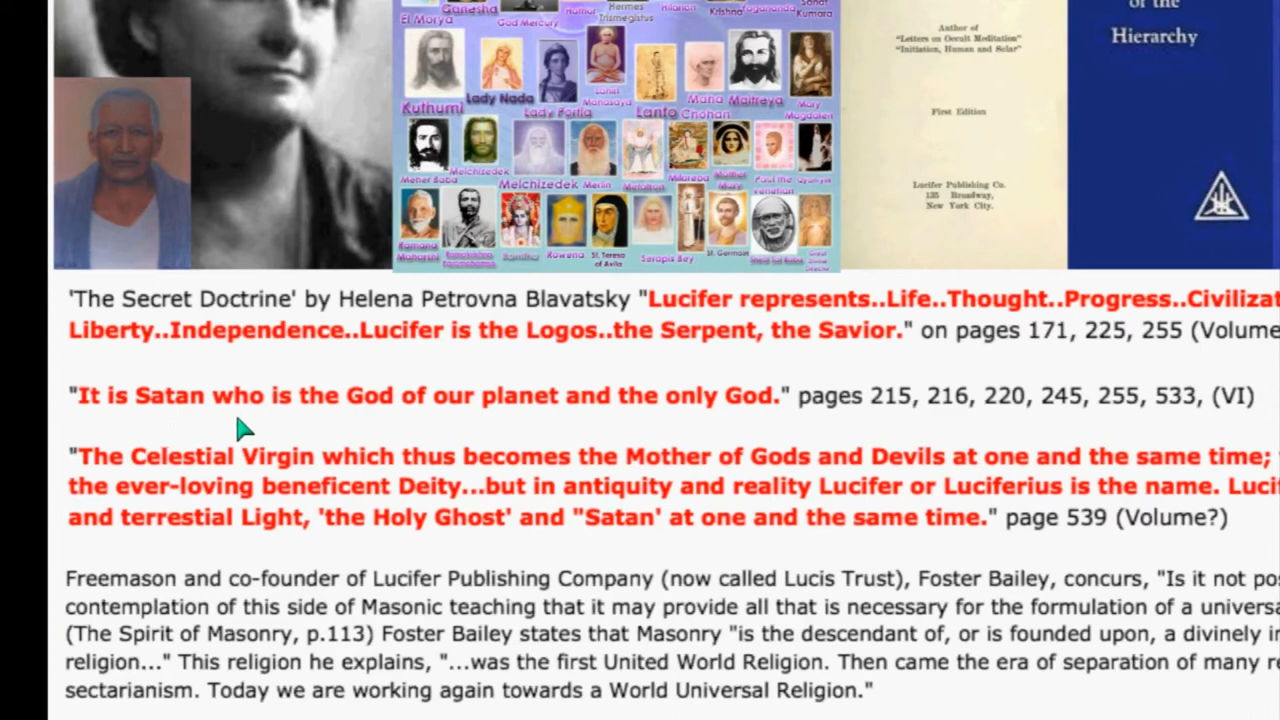 Ganesha
Hermes
Trismegistus
Hilarion
Krishna
Yogananda
Sanat
Kumara
El Morya
God Mercury
of the
Hierarchy
Author of
"Letters on Occult Meditation"
"Initiation, Human and Solar"
First Edition
Lucifer Publishing Co.
135 Broadway,
New York City.
Kuthumi
Lady Nada
Lady Portia
Lahiri
Mahasaya
Lanto
Maria
Maitreya
Mary
Magdalen
Meher Baba
Melchizedek
Melchizedek
Merlin
Metatron
Milarepa
Mother
Mary
Paul the
Venetian
Ramana
Maharshi
Rowena
St. Teresa
of Avila
Serapis Bey
St. Germain
Great
Divine
Director
'The Secret Doctrine' by Helena Petrovna Blavatsky "Lucifer represents..Life..Thought..Progress..Civilizat
Liberty..Independence..Lucifer is the Logos..the Serpent, the Savior." on pages 171, 225, 255 (Volume
"It is Satan who is the God of our planet and the only God." pages 215, 216, 220, 245, 255, 533, (VI)
"The Celestial Virgin which thus becomes the Mother of Gods and Devils at one and the same time;
the ever-loving beneficent Deity...but in antiquity and reality Lucifer or Luciferius is the name. Lucif
and terrestial Light, 'the Holy Ghost' and "Satan' at one and the same time." page 539 (Volume?)
Freemason and co-founder of Lucifer Publishing Company (now called Lucis Trust), Foster Bailey, concurs, "Is it not pos
contemplation of this side of Masonic teaching that it may provide all that is necessary for the formulation of a universa
(The Spirit of Masonry, p.113) Foster Bailey states that Masonry "is the descendant of, or is founded upon, a divinely in
religion..." This religion he explains, "...was the first United World Religion. Then came the era of separation of many re
sectarianism. Today we are working again towards a World Universal Religion."